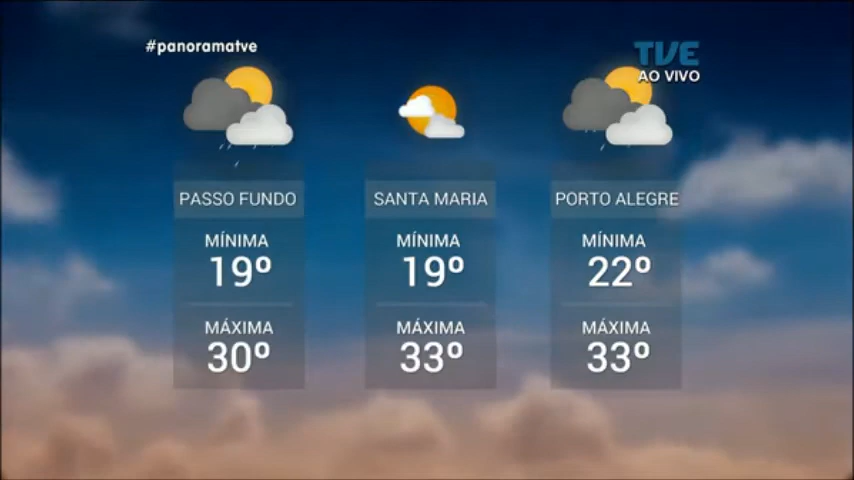 #panoramatve
TVE
AO VIVO
PASSO FUNDO
SANTA MARIA
PORTO ALEGRE
MÍNIMA
MÍNIMA
MÍNIMA
19º
19º
22º
MÁXIMA
MÁXIMA
MÁXIMA
30º
33º
33º